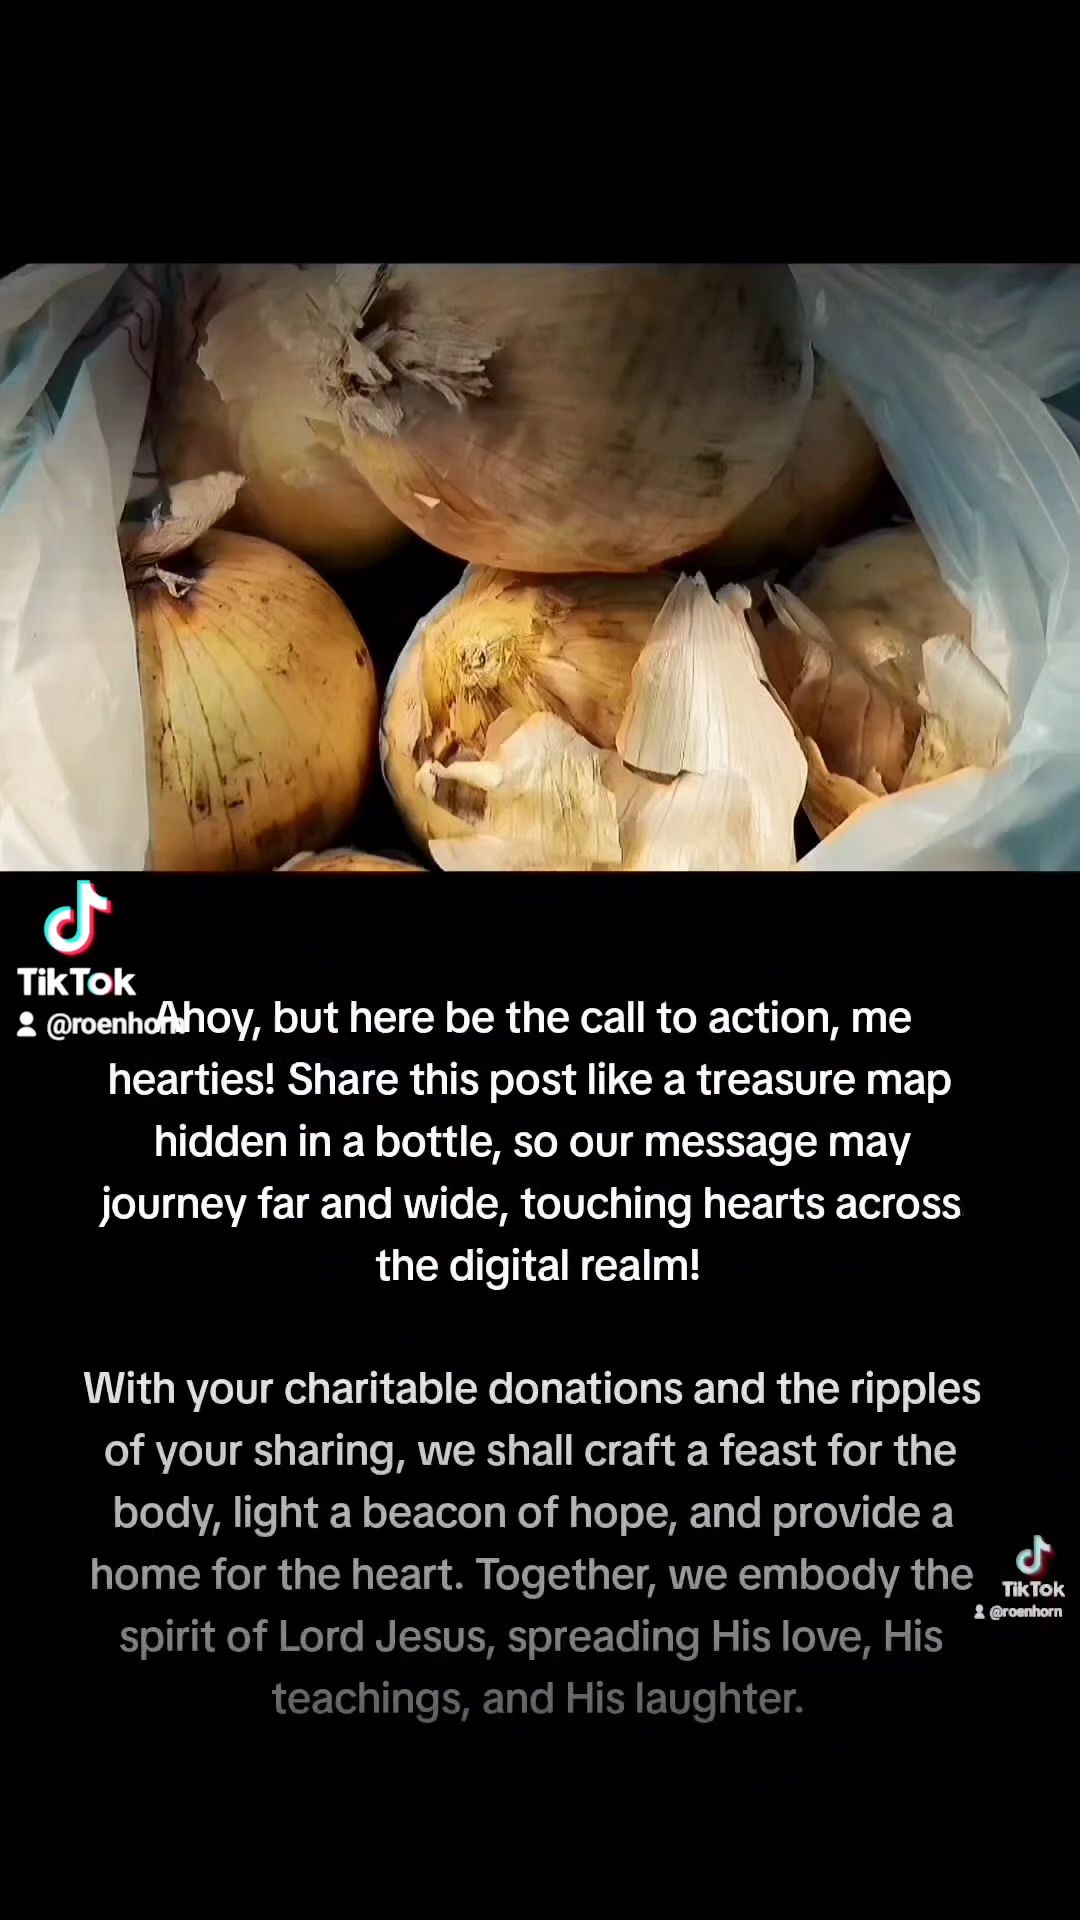 TikTok
@roenhorn
Ahoy, but here be the call to action, me
hearties! Share this post like a treasure map
hidden in a bottle, so our message may
journey far and wide, touching hearts across
the digital realm!
With your charitable donations and the ripples
of your sharing, we shall craft a feast for the
body, light a beacon of hope, and provide a
home for the heart. Together, we embody the
spirit of Lord Jesus, spreading His love, His
teachings, and His laughter.
TikTok
@roenhorn